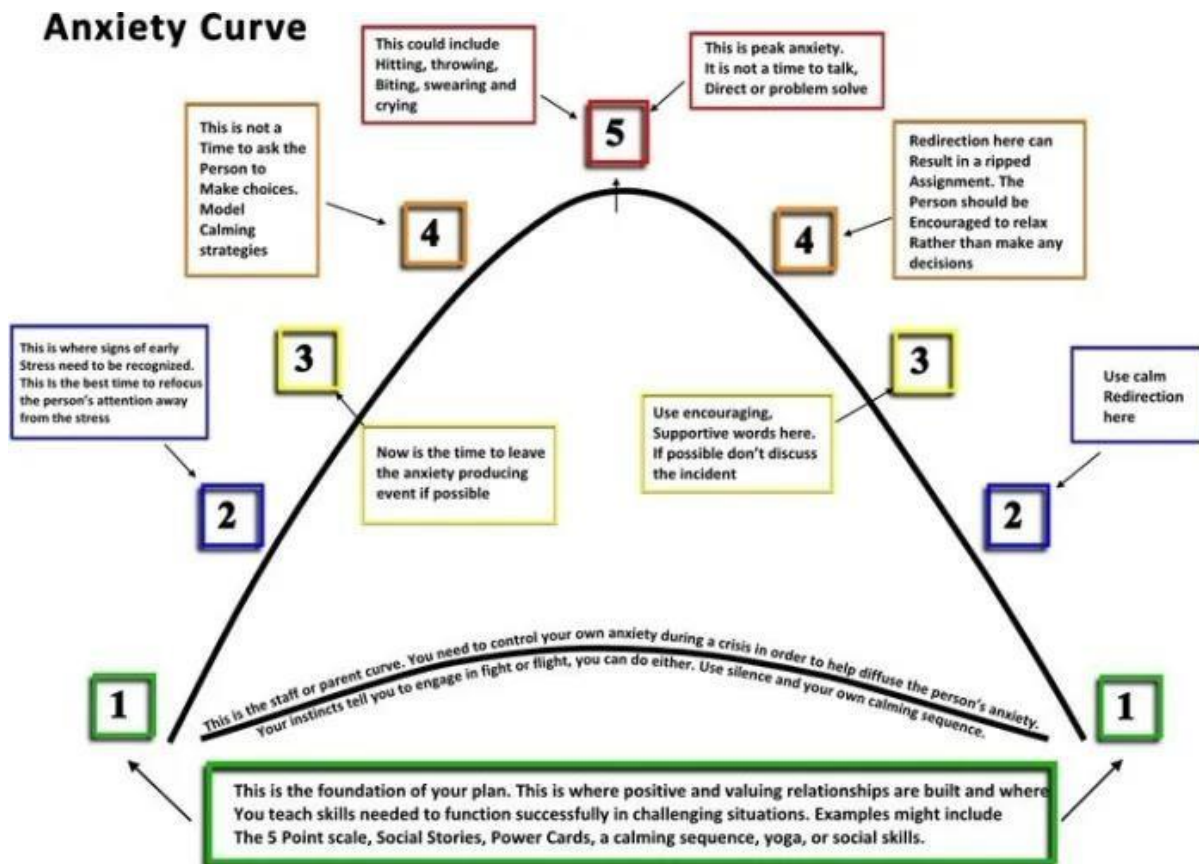 Anxiety Curve
This could include
Hitting, throwing,
Biting, swearing and
crying
This is peak anxiety.
It is not a time to talk,
Direct or problem solve
5
This is not a
Time to ask the
Person to
Make choices.
Model
Calming
strategies
4
4
Redirection here can
Result in a ripped
Assignment. The
Person should be
Encouraged to relax
Rather than make any
decisions
This is where signs of early
Stress need to be recognized.
This Is the best time to refocus
the person's attention away
from the stress
3
3
Use calm
Redirection
here
Now is the time to leave
the anxiety producing
event if possible
Use encouraging,
Supportive words here.
If possible don't discuss
the incident
2
2
This is the staff or parent curve. You need to control your own anxiety during a crisis in order to help diffuse the person's anxiety.
Your instincts tell you to engage in fight or flight, you can do either. Use silence and your own calming sequence.
1
1
This is the foundation of your plan. This is where positive and valuing relationships are built and where
You teach skills needed to function successfully in challenging situations. Examples might include
The 5 Point scale, Social Stories, Power Cards, a calming sequence, yoga, or social skills.